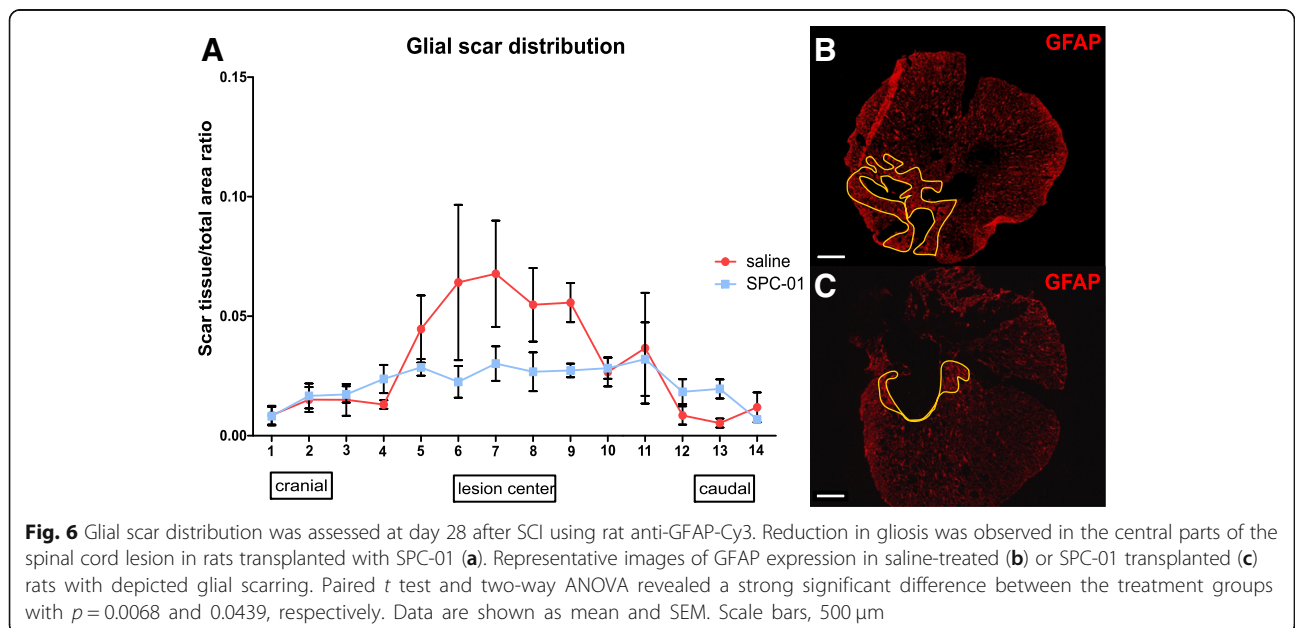 A
Glial scar distribution
Scar tissue/total area ratio
0.15
0.10
0.05
0.00
1 2 3 4 5 6 7 8 9 10 11 12 13 14
cranial
lesion center
caudal
saline
SPC-01
B
GFAP
C
GFAP
Fig. 6 Glial scar distribution was assessed at day 28 after SCI using rat anti-GFAP-Cy3. Reduction in gliosis was observed in the central parts of the
spinal cord lesion in rats transplanted with SPC-01 (a). Representative images of GFAP expression in saline-treated (b) or SPC-01 transplanted (c)
rats with depicted glial scarring. Paired t test and two-way ANOVA revealed a strong significant difference between the treatment groups
with p = 0.0068 and 0.0439, respectively. Data are shown as mean and SEM. Scale bars, 500 μm